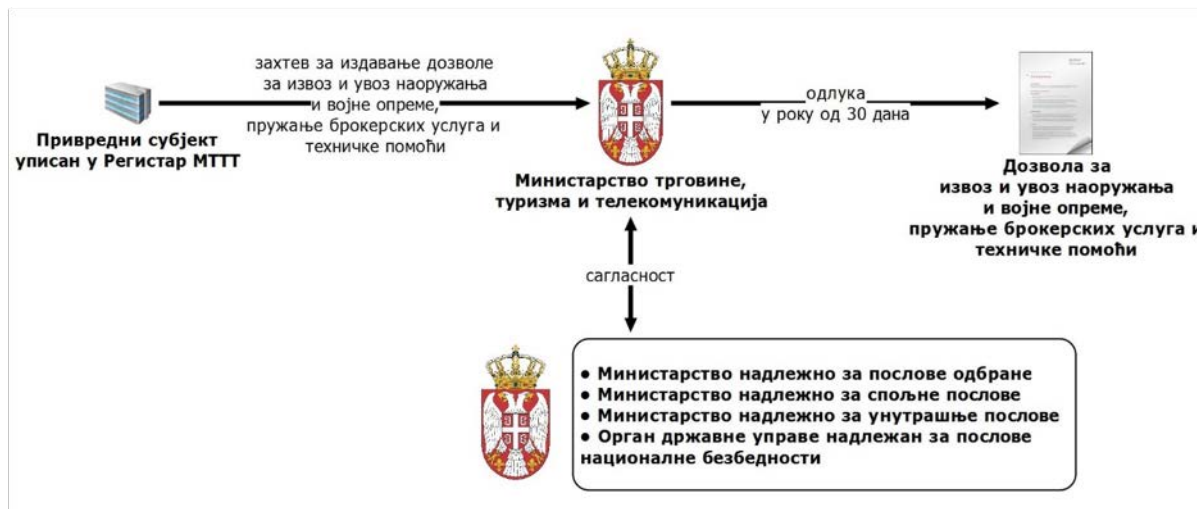 захтев за издавање дозволе
за извоз и увоз наоружања
и војне опреме,
пружање брокерских услуга и
техничке помоћи
Привредни субјект
уписан у Регистар МТТТ
Министарство трговине,
туризма и телекомуникација
одлука
у року од 30 дана
Дозвола за
извоз и увоз наоружања
и војне опреме,
пружање брокерских услуга и
техничке помоћи
сагласност
● Министарство надлежно за послове одбране
● Министарство надлежно за спољне послове
● Министарство надлежно за унутрашње послове
● Орган државне управе надлежан за послове
националне безбедности